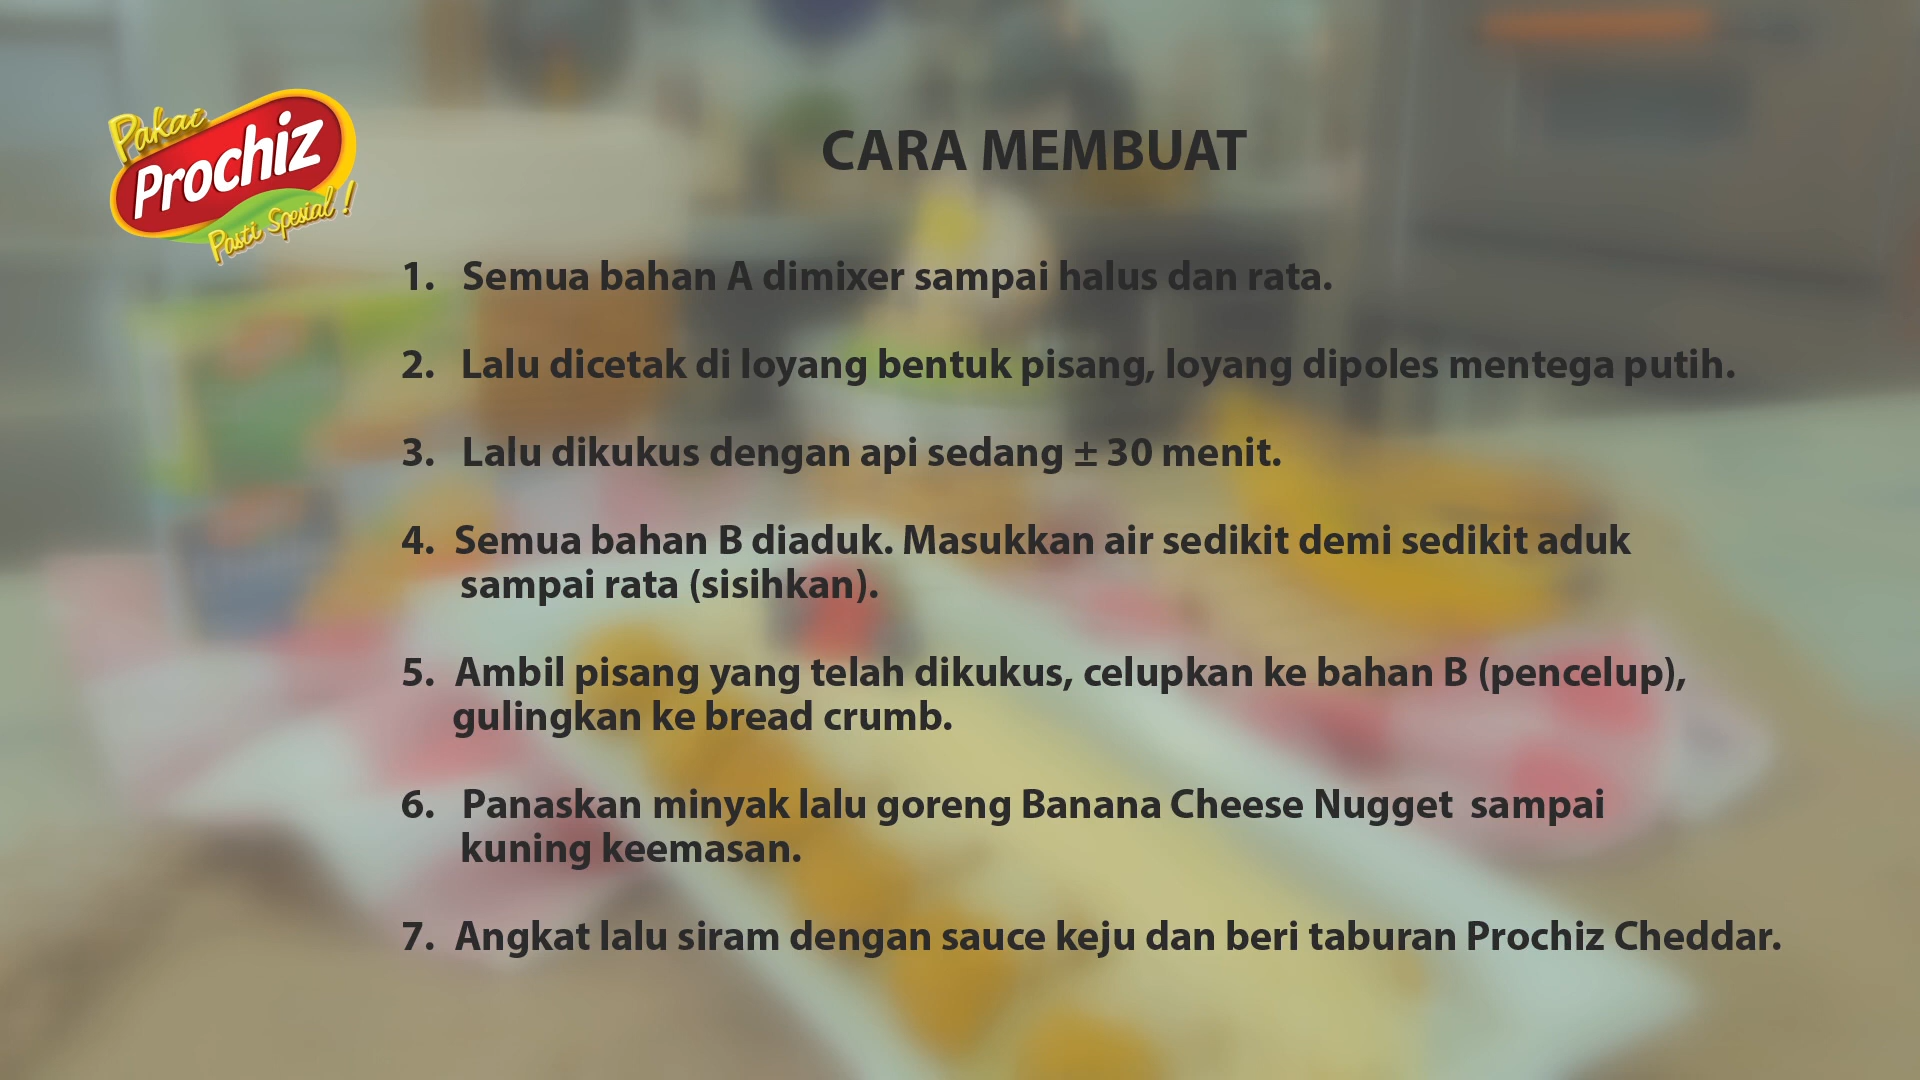 Pakai
Prochiz
Pasti Spesial !
CARA MEMBUAT
1. Semua bahan A dimixer sampai halus dan rata.
2. Lalu dicetak di loyang bentuk pisang, loyang dipoles mentega putih.
3. Lalu dikukus dengan api sedang ± 30 menit.
4. Semua bahan B diaduk. Masukkan air sedikit demi sedikit aduk
sampai rata (sisihkan).
5. Ambil pisang yang telah dikukus, celupkan ke bahan B (pencelup),
gulingkan ke bread crumb.
6. Panaskan minyak lalu goreng Banana Cheese Nugget sampai
kuning keemasan.
7. Angkat lalu siram dengan sauce keju dan beri taburan Prochiz Cheddar.